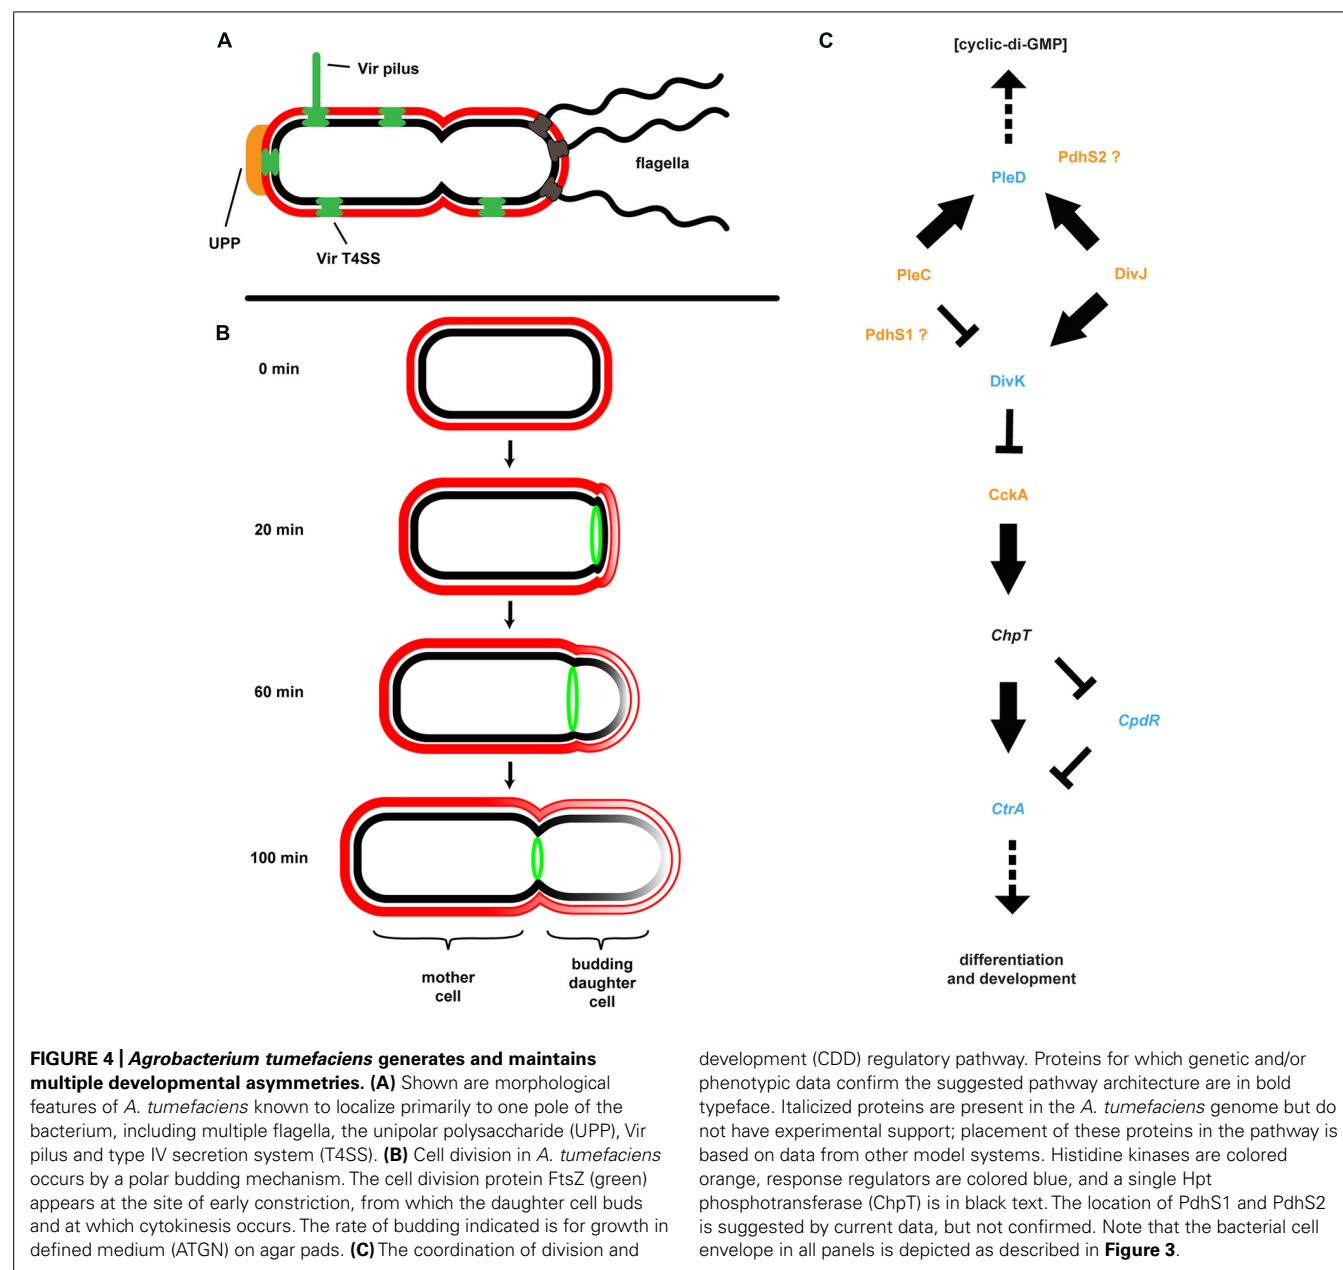 A
Vir pilus
flagella
UPP
Vir T4SS
B
0 min
20 min
60 min
100 min
mother
cell
budding
daughter
cell
C
[cyclic-di-GMP]
PdhS2 ?
PleD
PleC
DivJ
PdhS1 ?
DivK
CckA
ChpT
CpdR
CtrA
differentiation
and development
FIGURE 4 | Agrobacterium tumefaciens generates and maintains
multiple developmental asymmetries. (A) Shown are morphological
features of A. tumefaciens known to localize primarily to one pole of the
bacterium, including multiple flagella, the unipolar polysaccharide (UPP), Vir
pilus and type IV secretion system (T4SS). (B) Cell division in A. tumefaciens
occurs by a polar budding mechanism. The cell division protein FtsZ (green)
appears at the site of early constriction, from which the daughter cell buds
and at which cytokinesis occurs. The rate of budding indicated is for growth in
defined medium (ATGN) on agar pads. (C) The coordination of division and
development (CDD) regulatory pathway. Proteins for which genetic and/or
phenotypic data confirm the suggested pathway architecture are in bold
typeface. Italicized proteins are present in the A. tumefaciens genome but do
not have experimental support; placement of these proteins in the pathway is
based on data from other model systems. Histidine kinases are colored
orange, response regulators are colored blue, and a single Hpt
phosphotransferase (ChpT) is in black text. The location of PdhS1 and PdhS2
is suggested by current data, but not confirmed. Note that the bacterial cell
envelope in all panels is depicted as described in Figure 3.